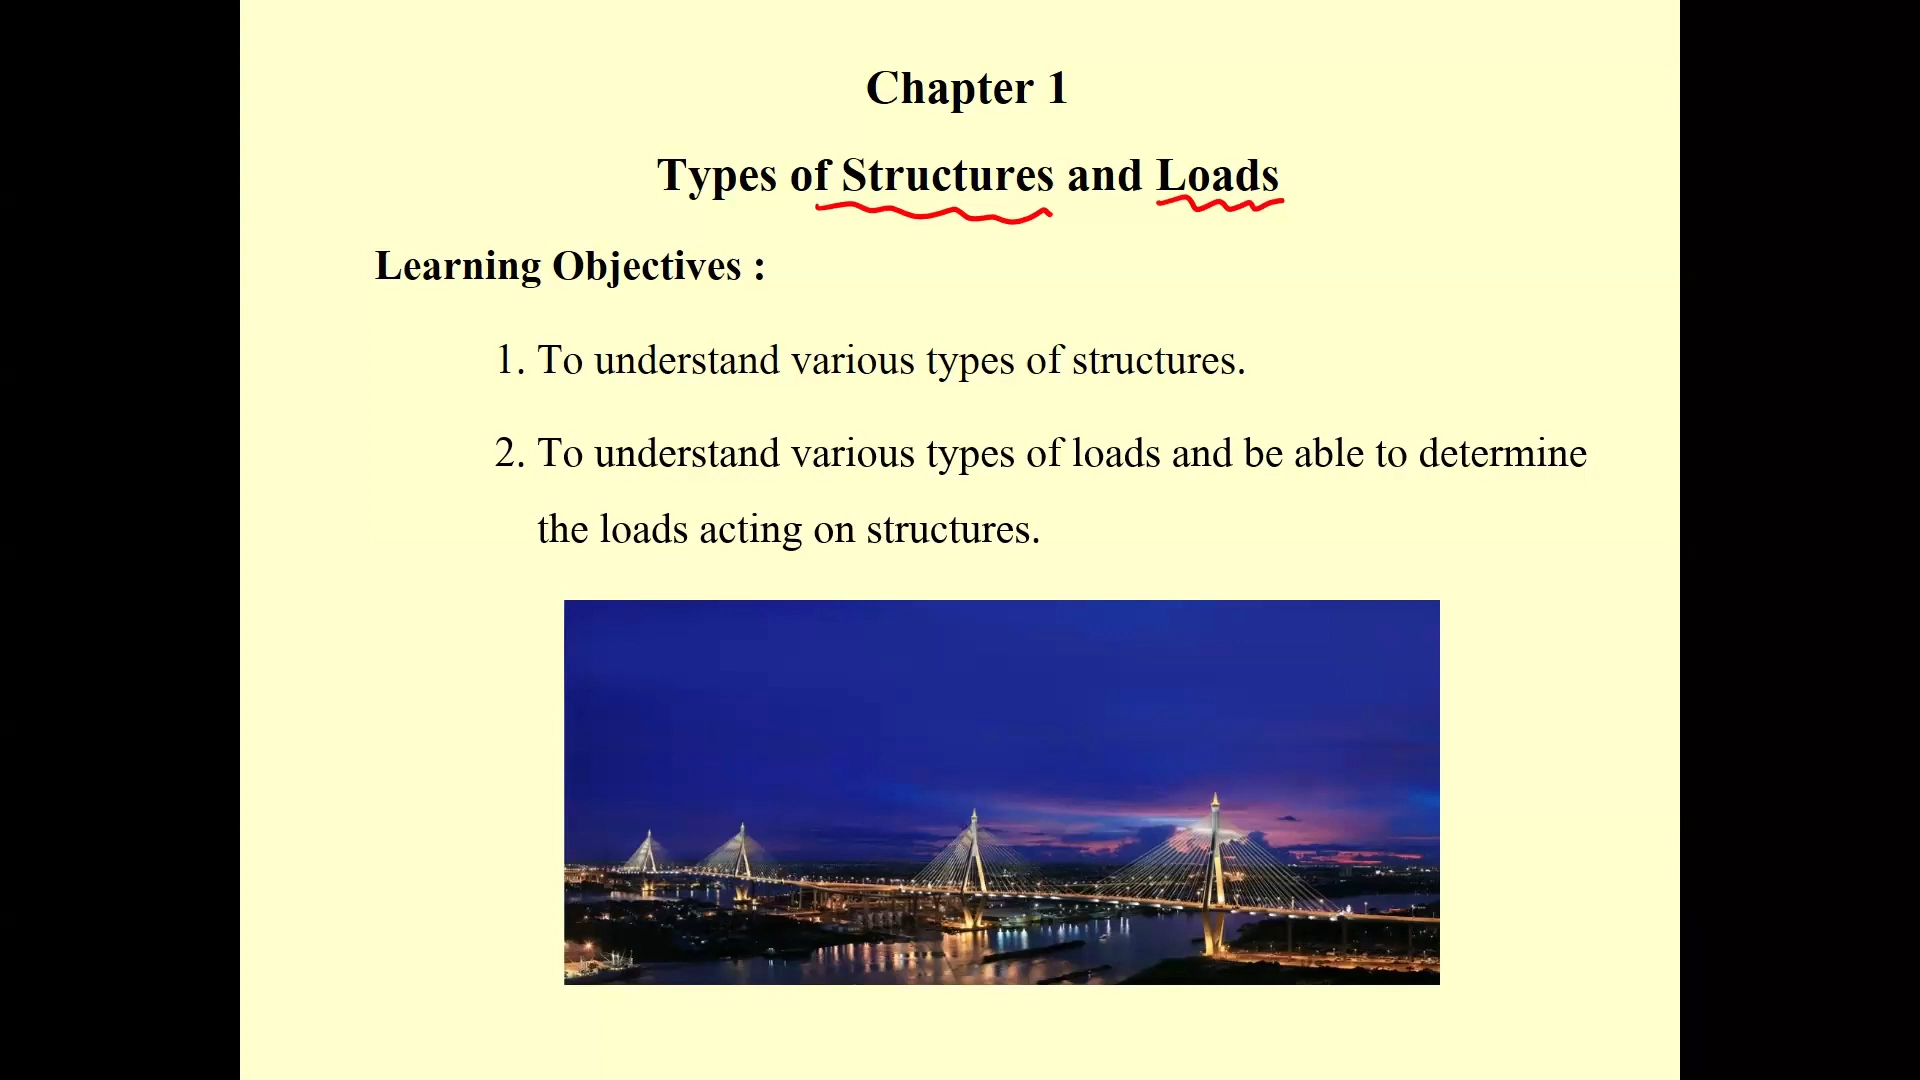 Chapter 1
Types of Structures and Loads
Learning Objectives :
1. To understand various types of structures.
2. To understand various types of loads and be able to determine
the loads acting on structures.